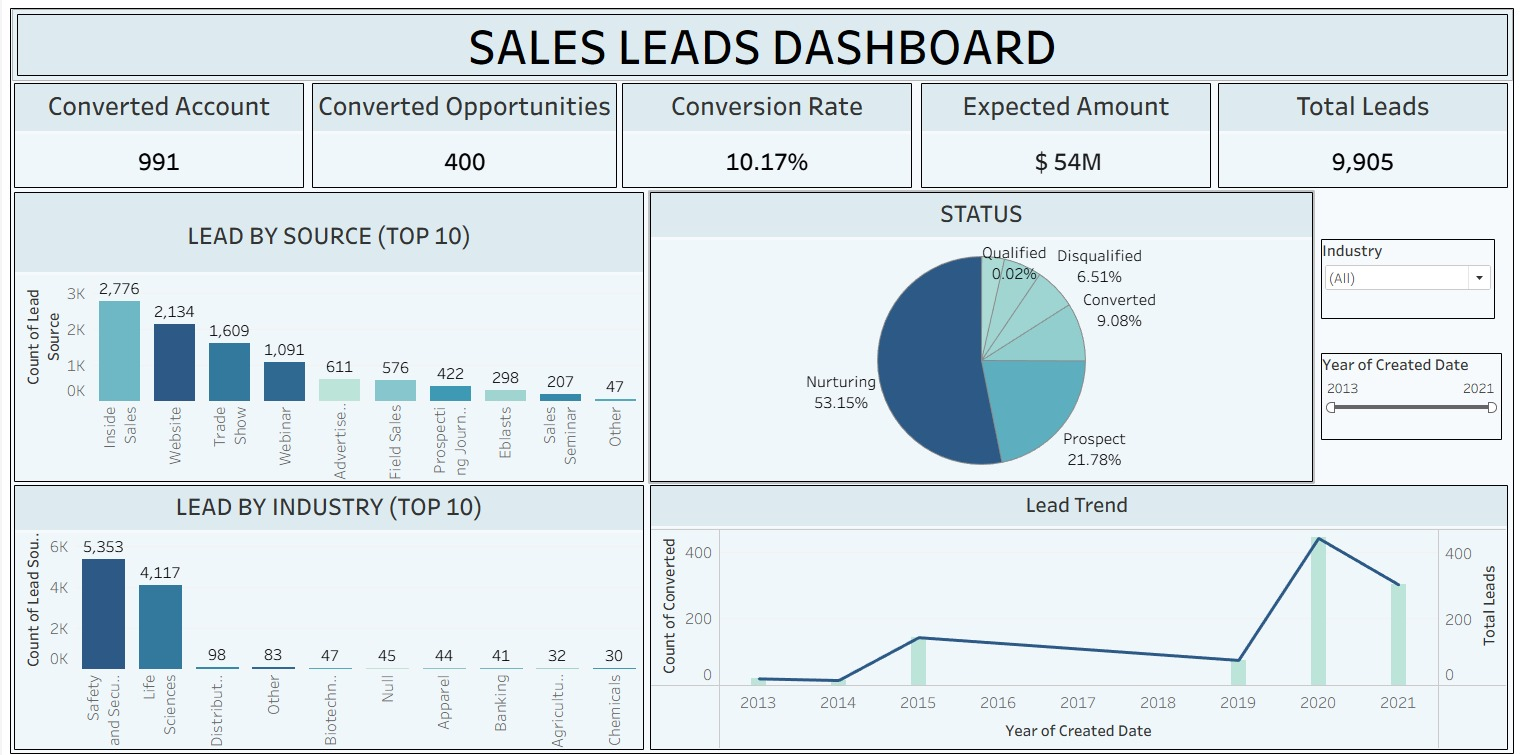 SALES LEADS DASHBOARD
Converted Account
991
Converted Opportunities
400
Conversion Rate
10.17%
Expected Amount
$ 54M
Total Leads
9,905
LEAD BY SOURCE (TOP 10)
Count of Lead
Source
3K
2K
1K
0K
2,776
2,134
1,609
1,091
611
576
422
298
207
47
Inside
Sales
Website
Trade
Show
Webinar
Advertise..
Field Sales
Prospecti
ng Journ..
Eblasts
Sales
Seminar
Other
STATUS
Qualified
0.02%
Disqualified
6.51%
Converted
9.08%
Nurturing
53.15%
Prospect
21.78%
Industry
(All)
Year of Created Date
2013
2021
LEAD BY INDUSTRY (TOP 10)
Count of Lead Sou..
6K
4K
2K
0K
5,353
4,117
98
83
47
45
44
41
32
30
Safety
and Secu..
Life
Sciences
Distribut..
Other
Biotechn..
Null
Apparel
Banking
Agricultu..
Chemicals
Lead Trend
Count of Converted
400
200
0
400
200
0
Total Leads
2013
2014
2015
2016
2017
2018
2019
2020
2021
Year of Created Date